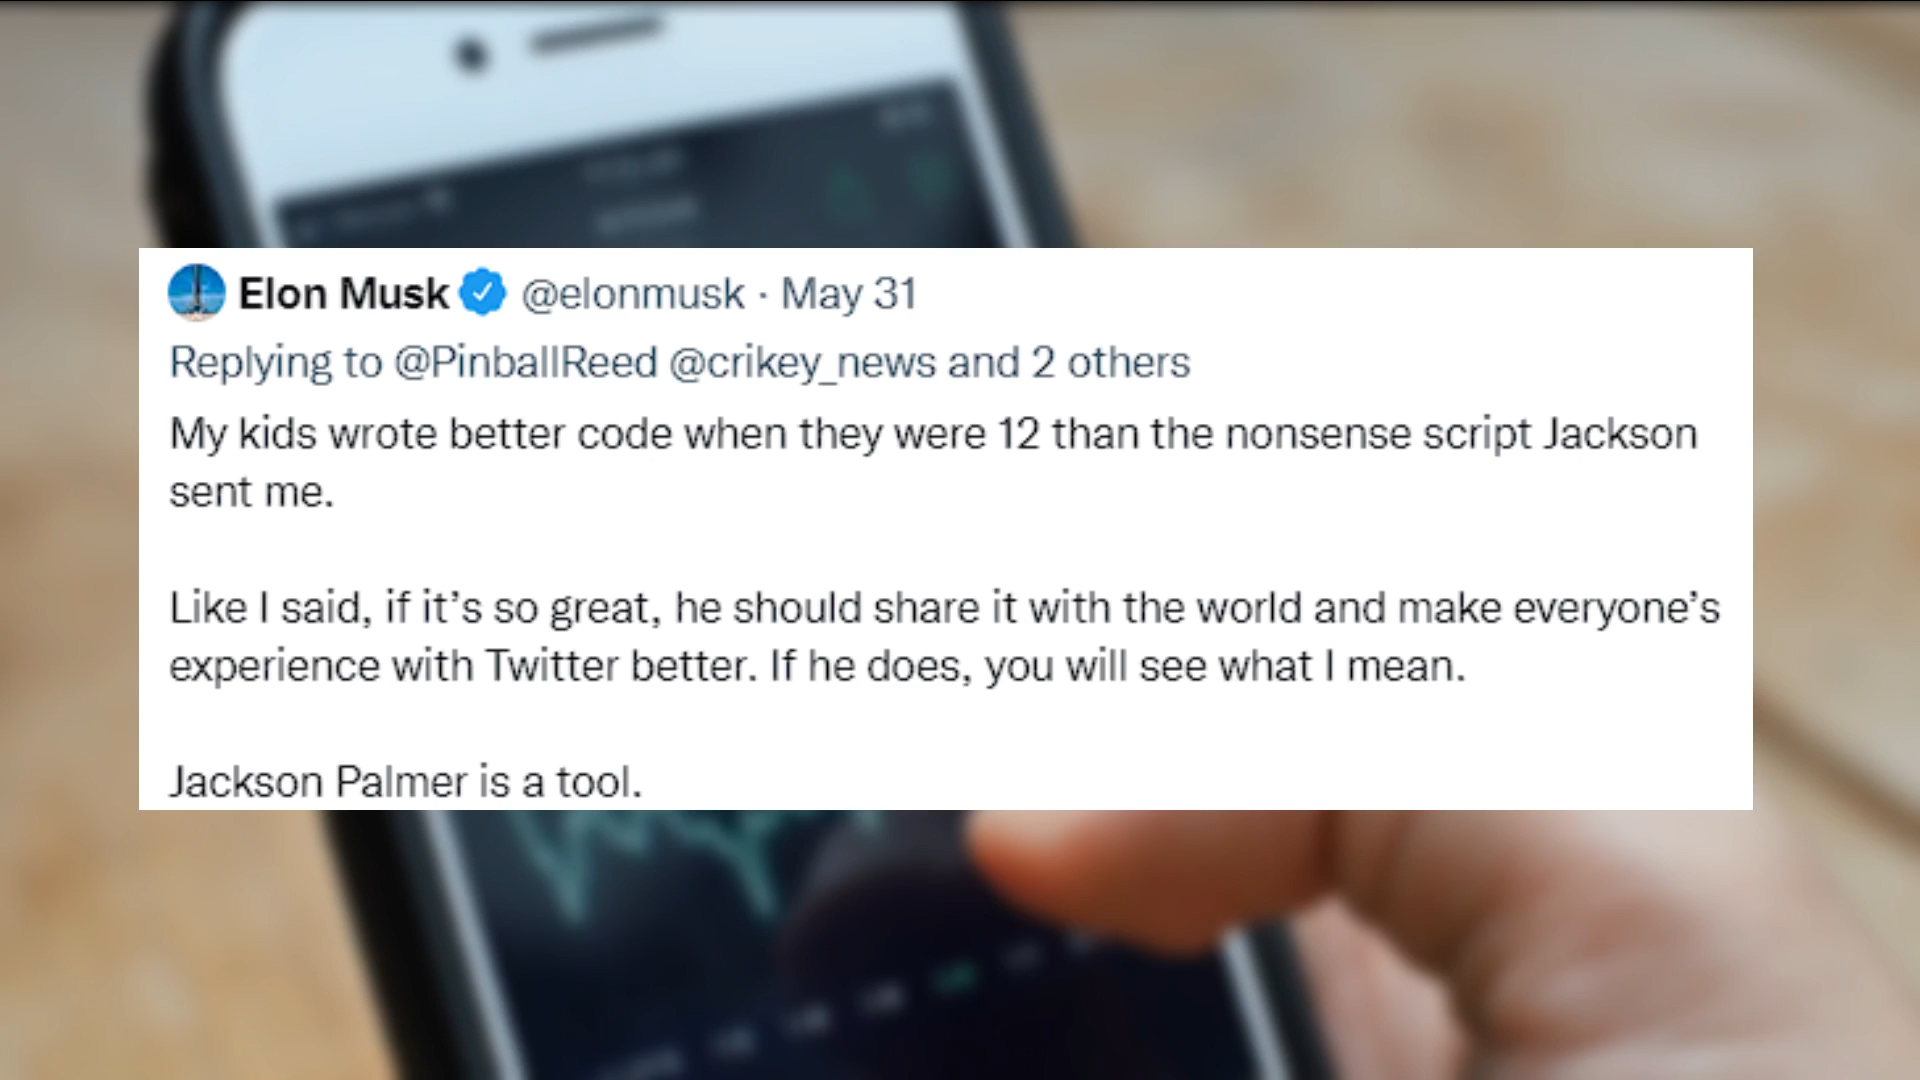 Elon Musk @elonmusk · May 31
Replying to @PinballReed @crikey_news and 2 others
My kids wrote better code when they were 12 than the nonsense script Jackson
sent me.
Like I said, if it’s so great, he should share it with the world and make everyone’s
experience with Twitter better. If he does, you will see what I mean.
Jackson Palmer is a tool.